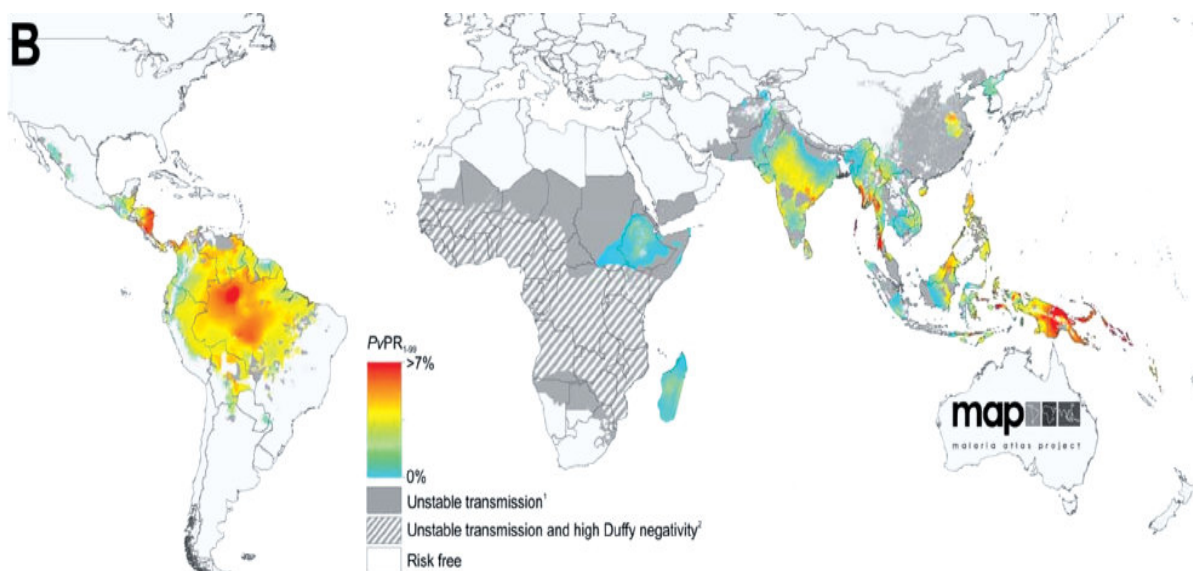 B
PvPR1-99
>7%
0%
Unstable transmission¹
Unstable transmission and high Duffy negativity²
Risk free
map
malaria atlas project